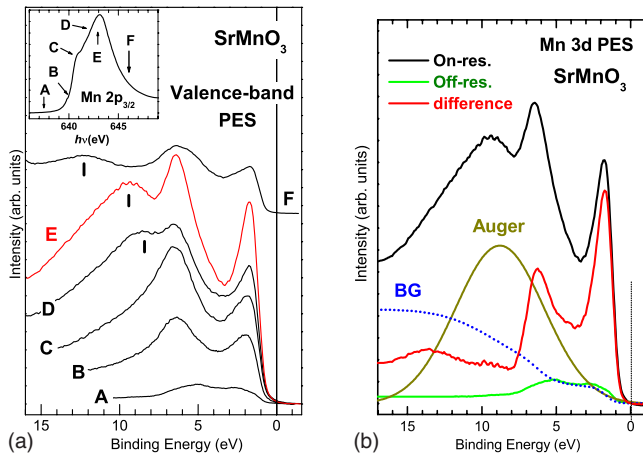 SrMnO3
Valence-band
PES
D
C
B
A
E
F
Mn 2p3/2
640
645
hν (eV)
Intensity (arb. units)
F
E
D
C
B
A
15
10
5
0
Binding Energy (eV)
(a)
Mn 3d PES
On-res.
Off-res.
difference
SrMnO3
Auger
BG
Intensity (arb. units)
15
10
5
0
Binding Energy (eV)
(b)